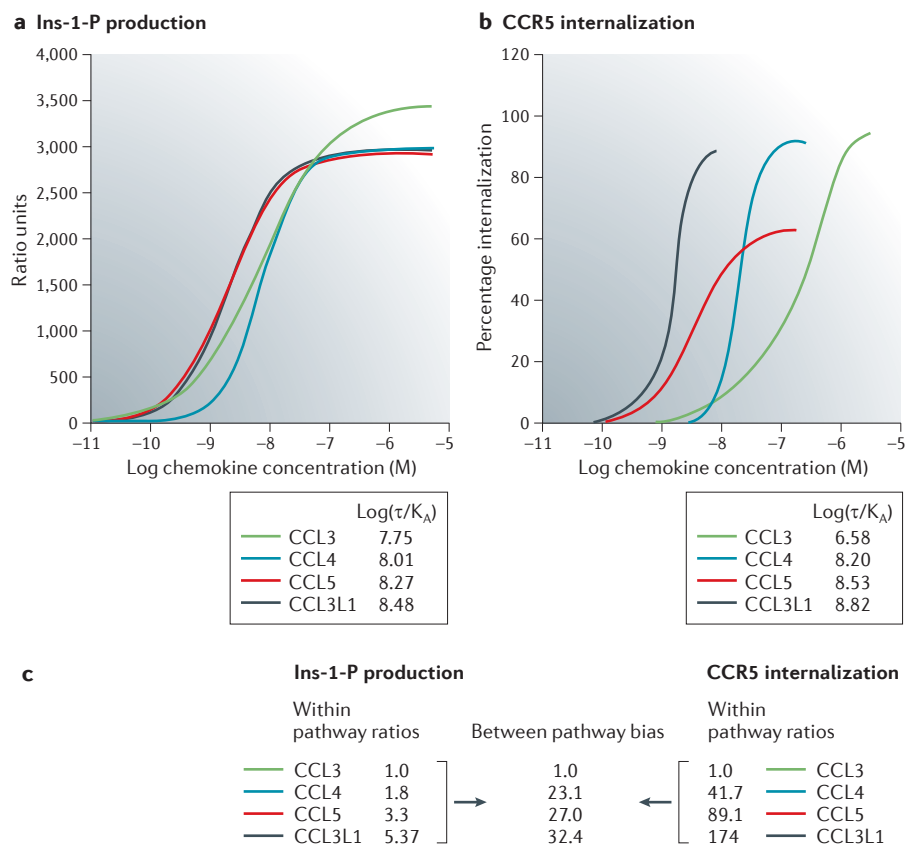 a Ins-1-P production
4,000
3,500
3,000
2,500
2,000
1,500
1,000
500
0
Ratio units
–11 –10 –9 –8 –7 –6 –5
Log chemokine concentration (M)
Log(τ/KA)
CCL3 7.75
CCL4 8.01
CCL5 8.27
CCL3L1 8.48
b CCR5 internalization
120
100
80
60
40
20
0
Percentage internalization
–11 –10 –9 –8 –7 –6 –5
Log chemokine concentration (M)
Log(τ/KA)
CCL3 6.58
CCL4 8.20
CCL5 8.53
CCL3L1 8.82
c Ins-1-P production CCR5 internalization
Within
pathway ratios
Between pathway bias
Within
pathway ratios
CCL3 1.0 1.0 1.0 CCL3
CCL4 1.8 23.1 41.7 CCL4
CCL5 3.3 27.0 89.1 CCL5
CCL3L1 5.37 32.4 174 CCL3L1